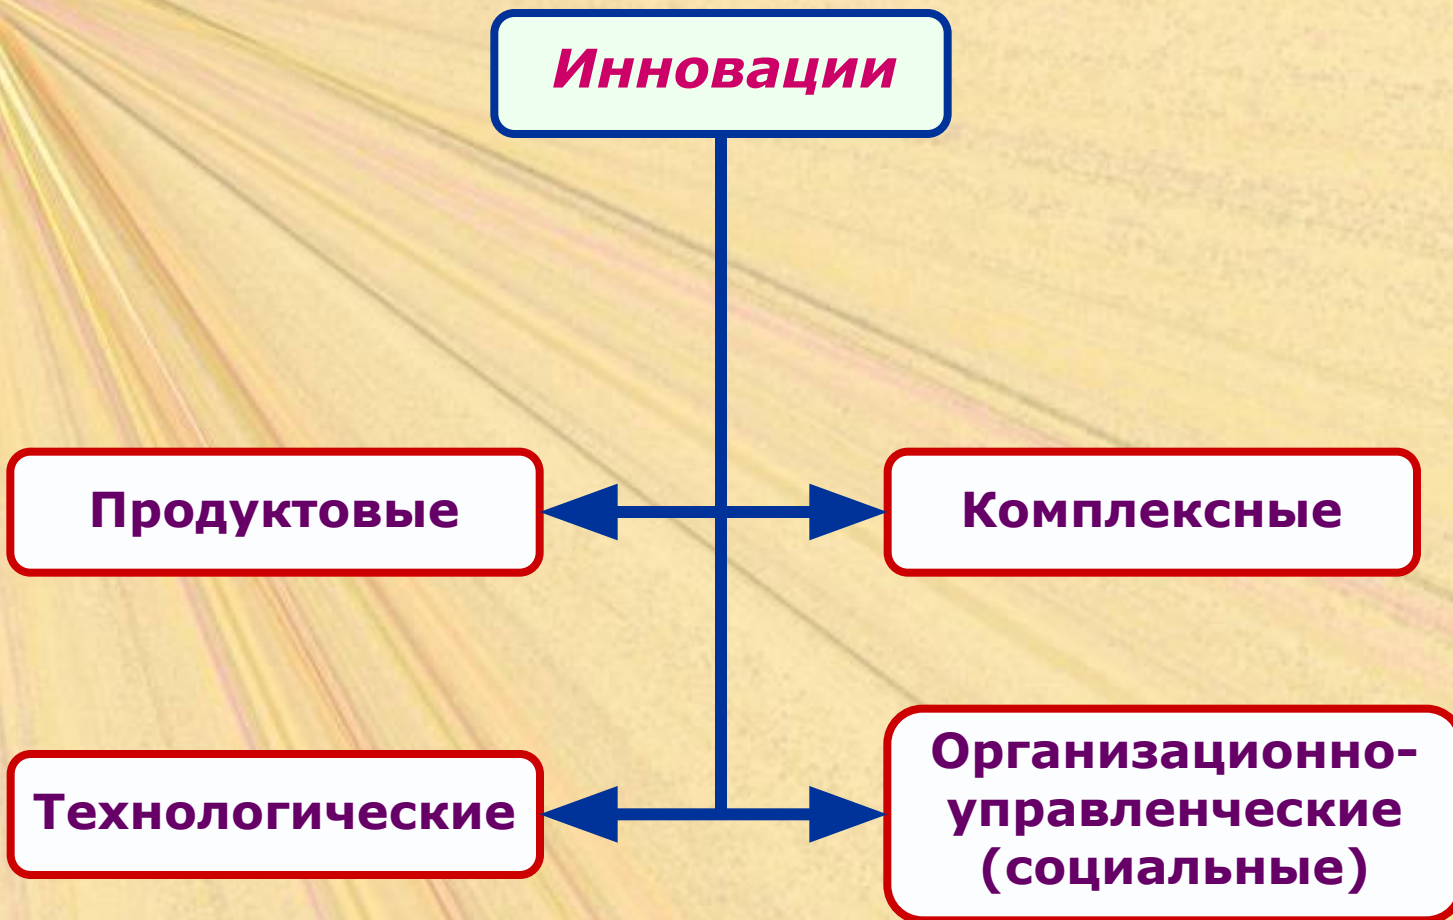 Инновации
Продуктовые
Комплексные
Технологические
Организационно-
управленческие
(социальные)